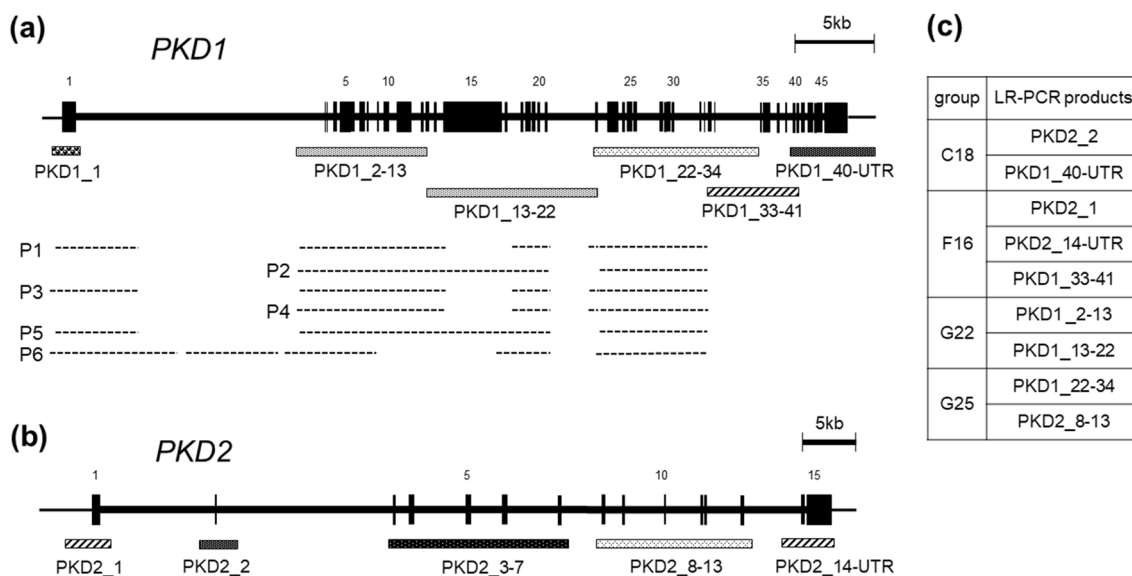 (a)
PKD1
5kb
1 5 10 15 20 25 30 35 40 45
PKD1_1
PKD1_2-13
PKD1_22-34
PKD1_40-UTR
PKD1_13-22
PKD1_33-41
P1
P2
P3
P4
P5
P6
(b)
PKD2
5kb
1 5 10 15
PKD2_1
PKD2_2
PKD2_3-7
PKD2_8-13
PKD2_14-UTR
(c)
group LR-PCR products
C18
PKD2_2
PKD1_40-UTR
F16
PKD2_1
PKD2_14-UTR
PKD1_33-41
G22
PKD1_2-13
PKD1_13-22
G25
PKD1_22-34
PKD2_8-13